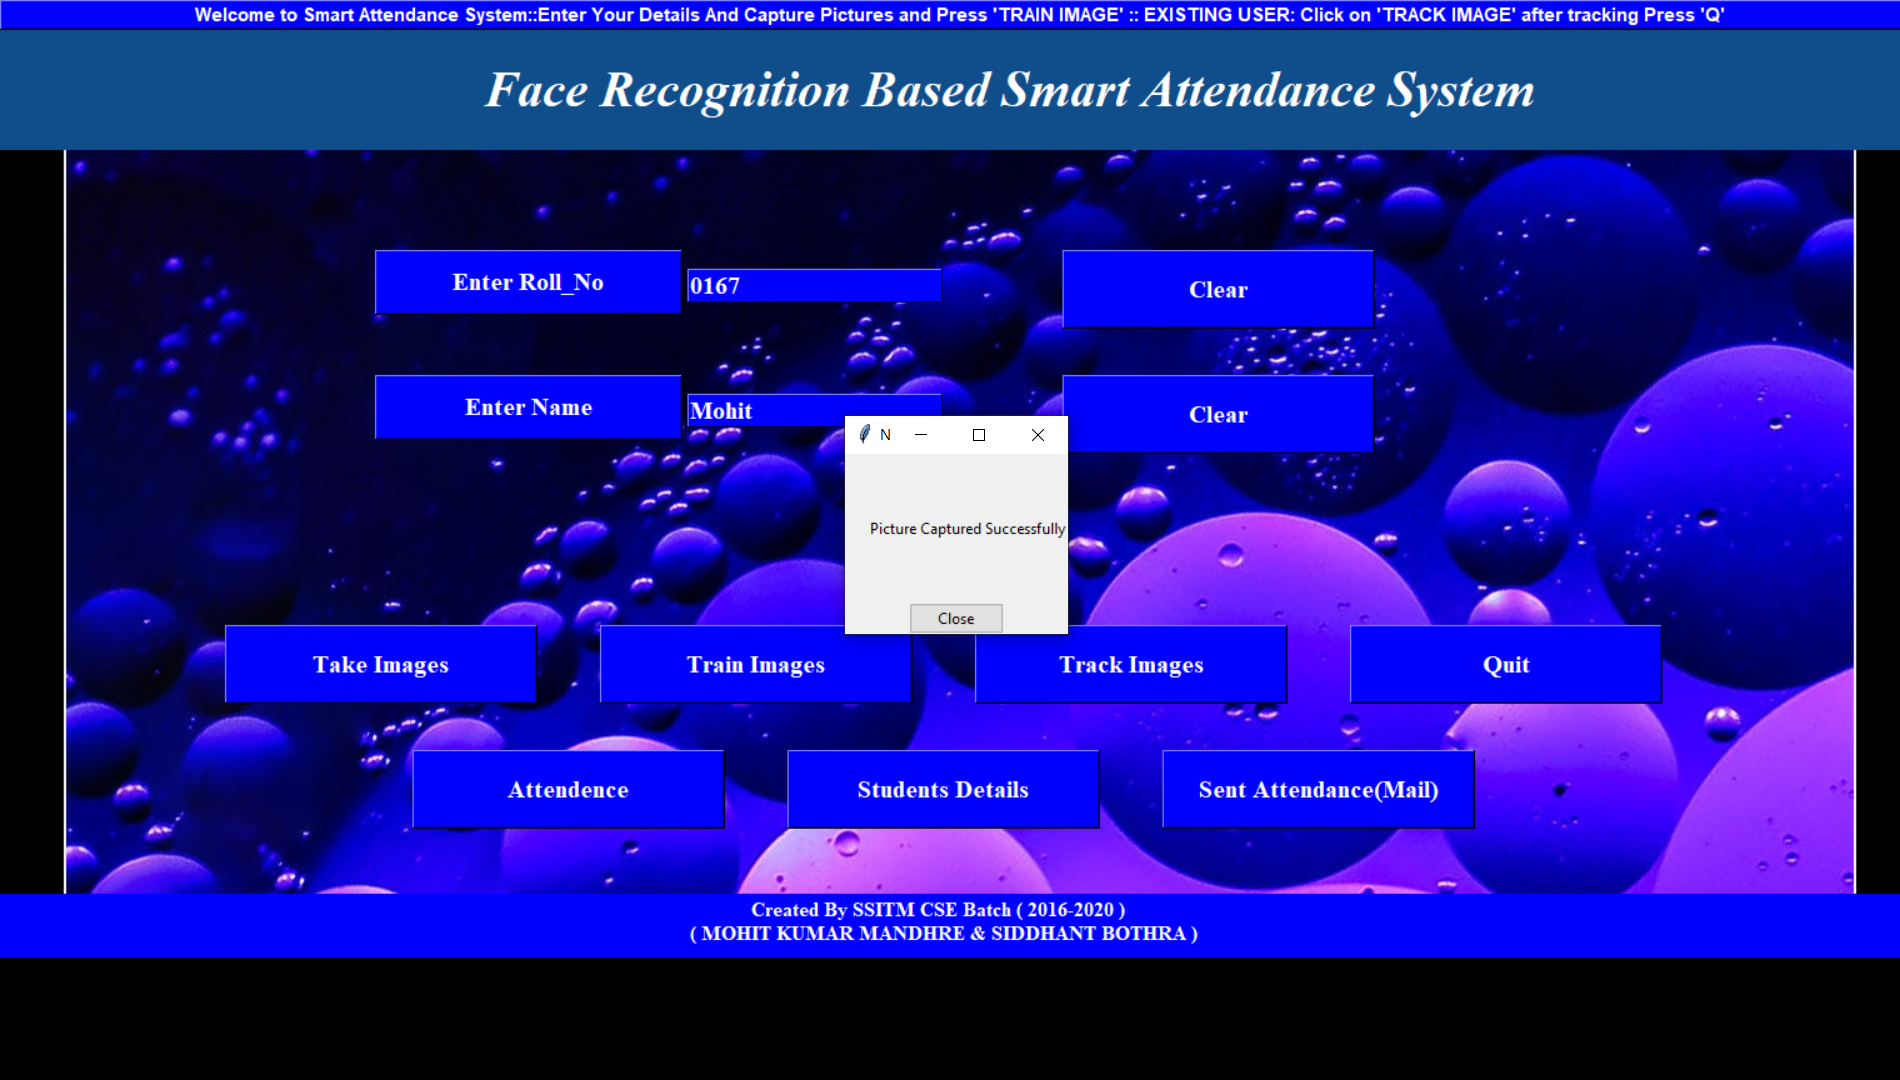 Welcome to Smart Attendance System::Enter Your Details And Capture Pictures and Press 'TRAIN IMAGE' :: EXISTING USER: Click on 'TRACK IMAGE' after tracking Press 'Q'
Face Recognition Based Smart Attendance System
Enter Roll_No
0167
Clear
Enter Name
Mohit
Clear
N
Picture Captured Successfully
Close
Take Images
Train Images
Track Images
Quit
Attendence
Students Details
Sent Attendance(Mail)
Created By SSITM CSE Batch ( 2016-2020 )
( MOHIT KUMAR MANDHRE & SIDDHANT BOTHRA )